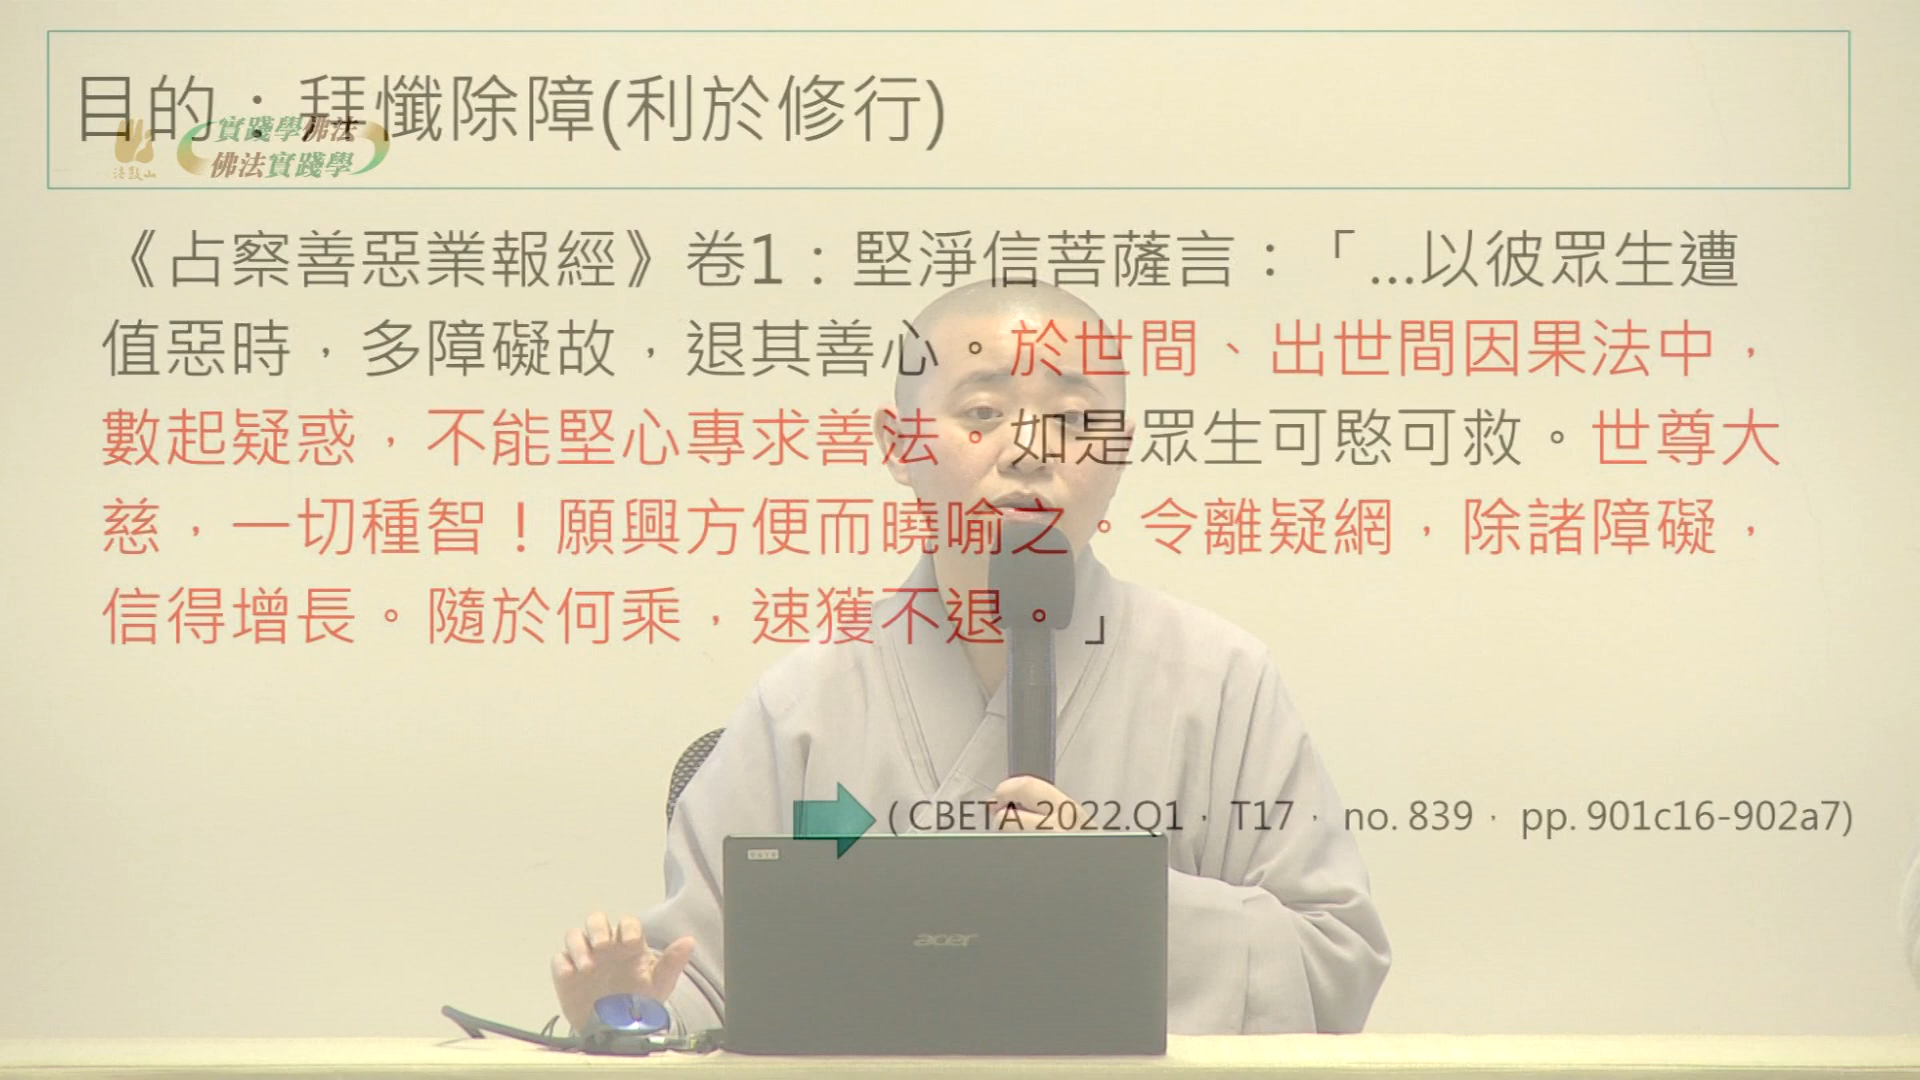 目的：拜懺除障(利於修行)
實踐學佛法
佛法實踐學
法鼓山
《占察善惡業報經》卷1：堅淨信菩薩言：「...以彼眾生遭
值惡時，多障礙故，退其善心。於世間、出世間因果法中，
數起疑惑，不能堅心專求善法。如是眾生可愍可救。世尊大
慈，一切種智！願興方便而曉喻之。令離疑網，除諸障礙，
信得增長。隨於何乘，速獲不退。」
( CBETA 2022.Q1， T17， no. 839， pp. 901c16-902a7)
acer